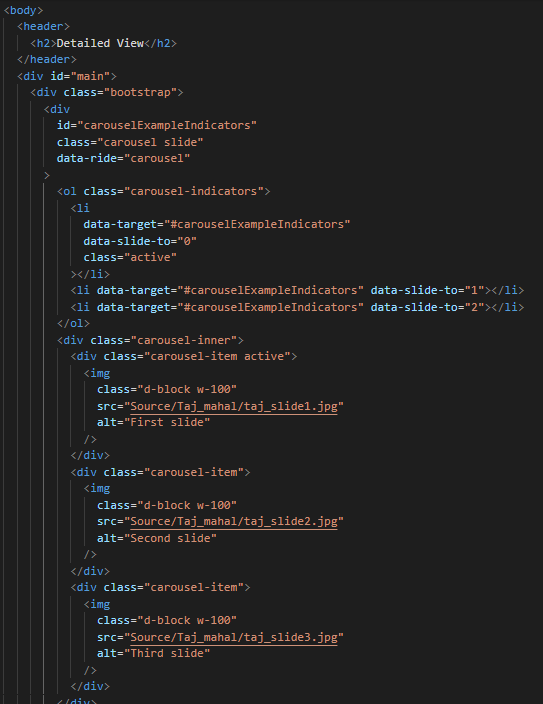 <body>
<header>
<h2>Detailed View</h2>
</header>
<div id="main">
<div class="bootstrap">
<div
id="carouselExampleIndicators"
class="carousel slide"
data-ride="carousel"
>
<ol class="carousel-indicators">
<li
data-target="#carouselExampleIndicators"
data-slide-to="0"
class="active"
></li>
<li data-target="#carouselExampleIndicators" data-slide-to="1"></li>
<li data-target="#carouselExampleIndicators" data-slide-to="2"></li>
</ol>
<div class="carousel-inner">
<div class="carousel-item active">
<img
class="d-block w-100"
src="Source/Taj_mahal/taj_slide1.jpg"
alt="First slide"
/>
</div>
<div class="carousel-item">
<img
class="d-block w-100"
src="Source/Taj_mahal/taj_slide2.jpg"
alt="Second slide"
/>
</div>
<div class="carousel-item">
<img
class="d-block w-100"
src="Source/Taj_mahal/taj_slide3.jpg"
alt="Third slide"
/>
</div>
</div>